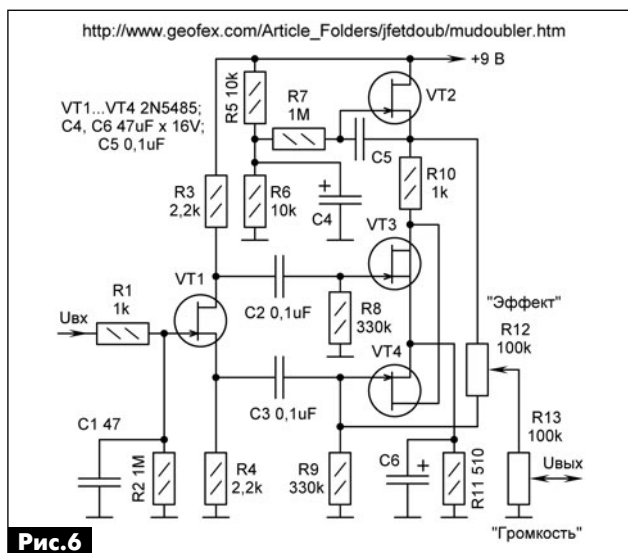 http://www.geofex.com/Article_Folders/jfetdoub/mudoubler.htm
+9 В
VT1...VT4 2N5485;
C4, C6 47uF x 16V;
C5 0,1uF
R5 10k
R7
1M
VT2
C5
R10
1k
R3
2,2k
R6
10k
C4
+
VT3
VT1
R1
1k
Uвх
C2 0,1uF
R8
330k
"Эффект"
R12
100k
VT4
C3 0,1uF
R13
100k
C1 47
R2 1M
R4
2,2k
R9
330k
C6
+
R11 510
Uвых
"Громкость"
Рис.6